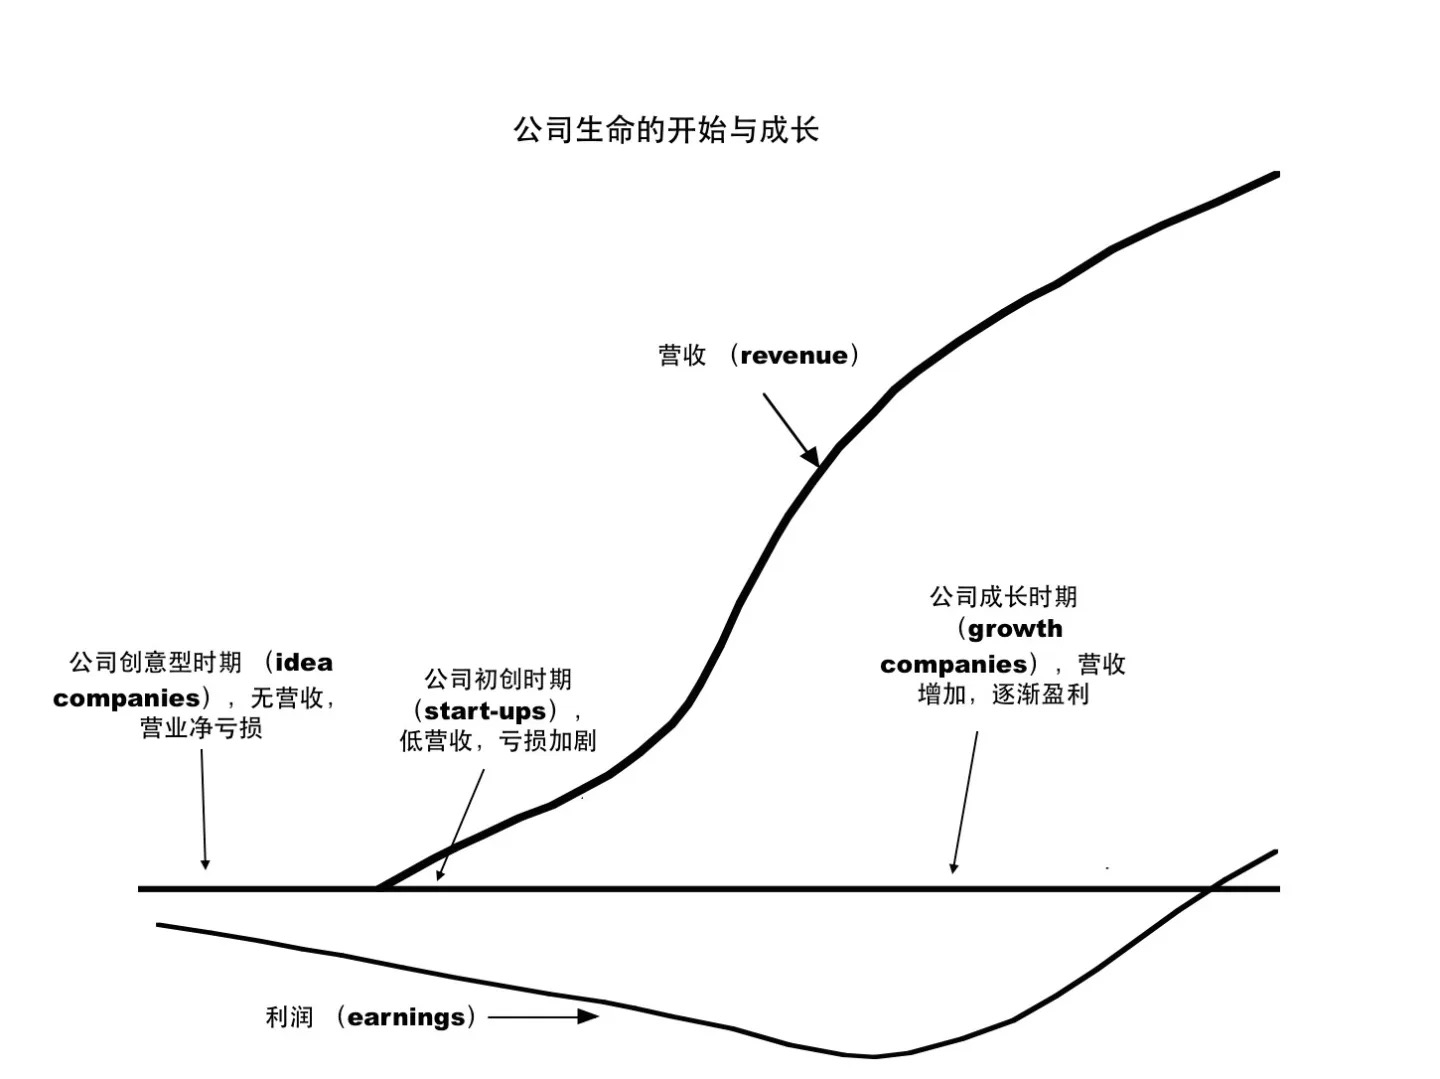 公司生命的开始与成长
营收 （revenue）
公司成长时期
（growth
companies），营收
增加，逐渐盈利
公司创意型时期 （idea
companies），无营收，
营业净亏损
公司初创时期
（start-ups），
低营收，亏损加剧
利润 （earnings）